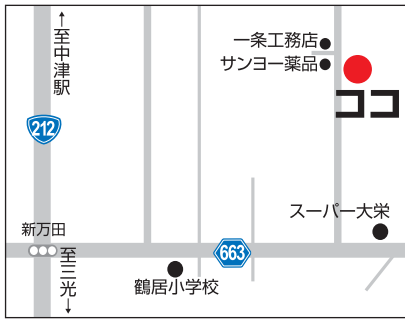 ↑至中津駅
一条工務店
サンヨー薬品
ココ
212
スーパー大栄
新万田
663
至三光↓
鶴居小学校